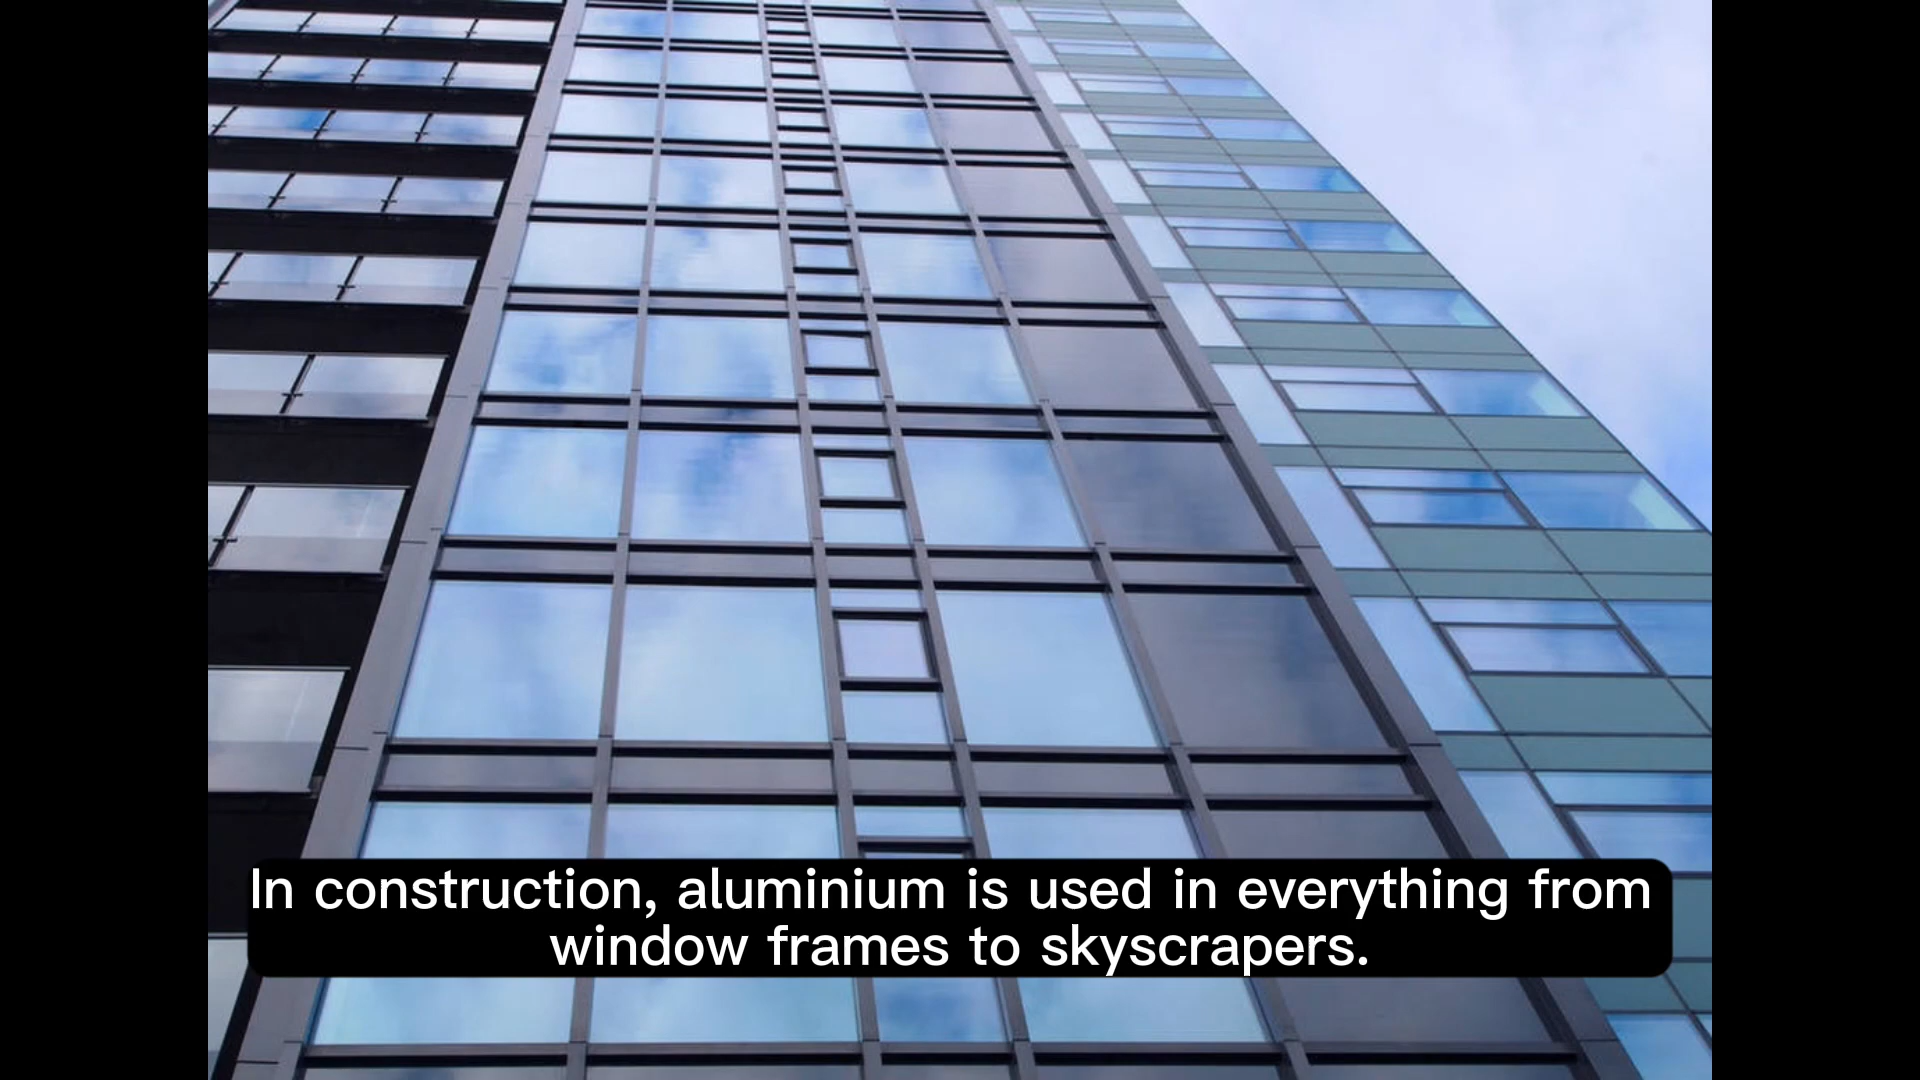 In construction, aluminium is used in everything from
window frames to skyscrapers.